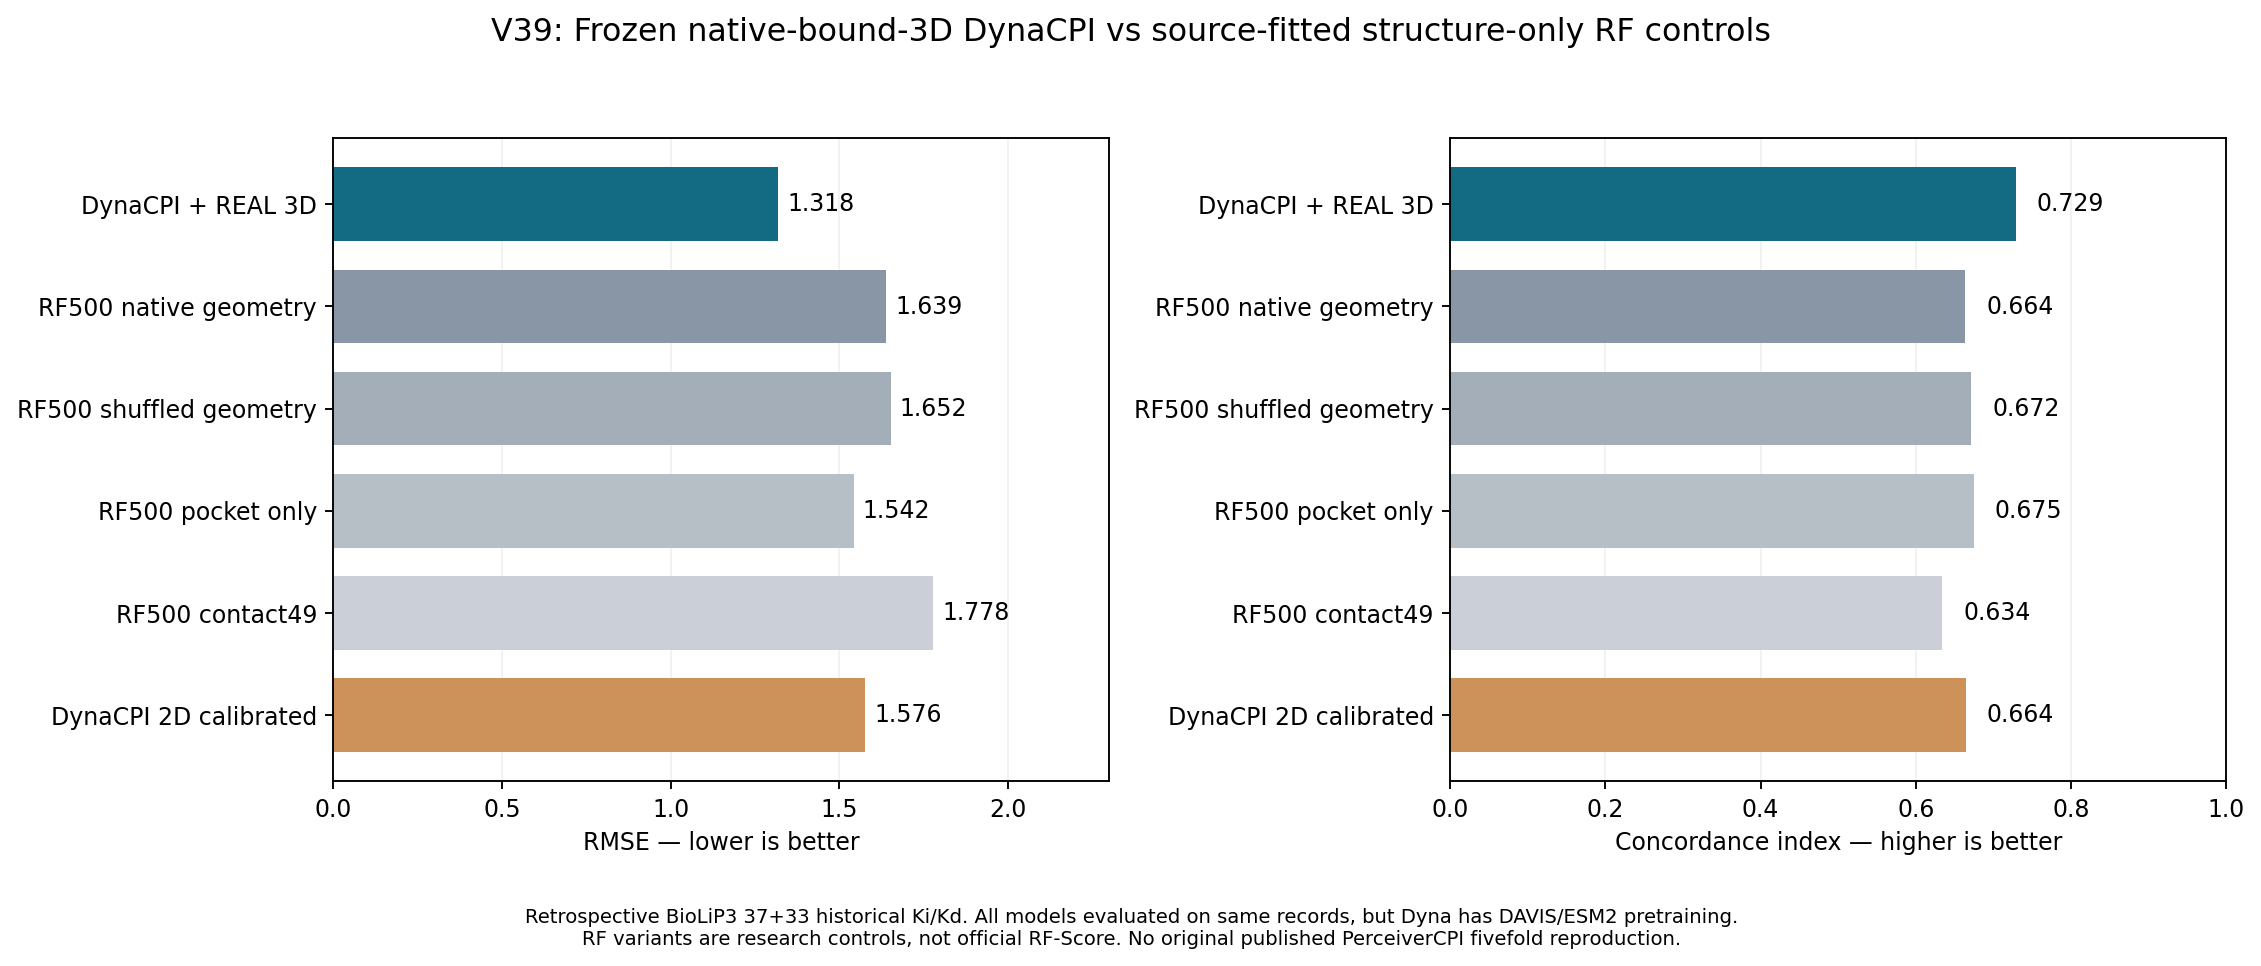 V39: Frozen native-bound-3D DynaCPI vs source-fitted structure-only RF controls
DynaCPI + REAL 3D
1.318
RF500 native geometry
1.639
RF500 shuffled geometry
1.652
RF500 pocket only
1.542
RF500 contact49
1.778
DynaCPI 2D calibrated
1.576
0.0 0.5 1.0 1.5 2.0
RMSE — lower is better
DynaCPI + REAL 3D
0.729
RF500 native geometry
0.664
RF500 shuffled geometry
0.672
RF500 pocket only
0.675
RF500 contact49
0.634
DynaCPI 2D calibrated
0.664
0.0 0.2 0.4 0.6 0.8 1.0
Concordance index — higher is better
Retrospective BioLiP3 37+33 historical Ki/Kd. All models evaluated on same records, but Dyna has DAVIS/ESM2 pretraining.
RF variants are research controls, not official RF-Score. No original published PerceiverCPI fivefold reproduction.